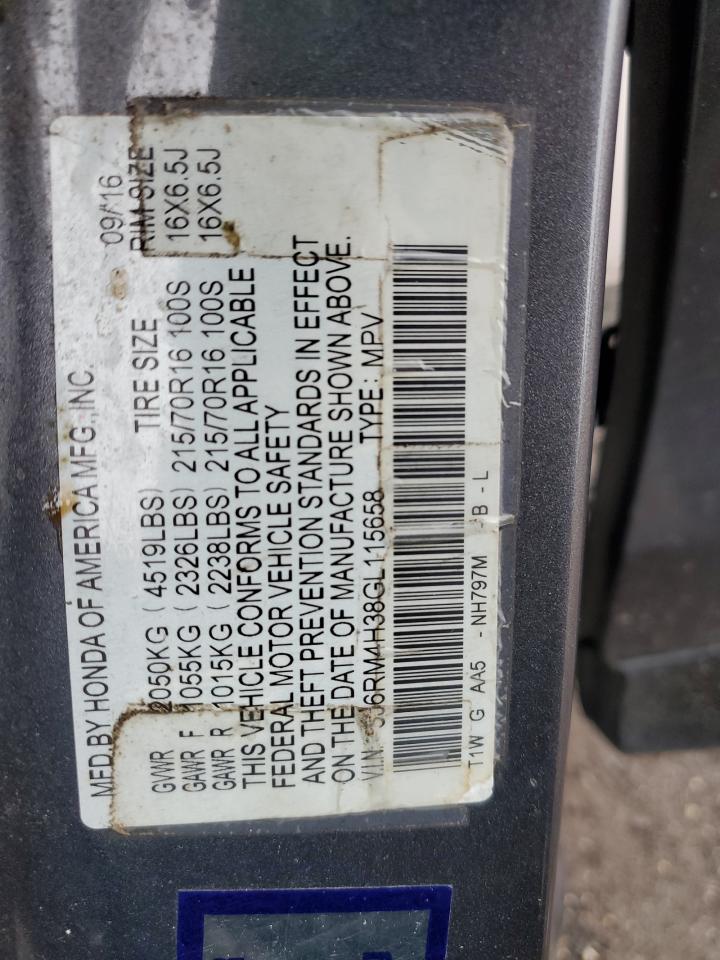 MFD. BY HONDA OF AMERICA MFG., INC. 09/16
TIRE SIZE RIM SIZE
GVWR 2050KG ( 4519LBS)
GAWR F 1055KG ( 2326LBS) 215/70R16 100S 16X6.5J
GAWR R 1015KG ( 2238LBS) 215/70R16 100S 16X6.5J
THIS VEHICLE CONFORMS TO ALL APPLICABLE
FEDERAL MOTOR VEHICLE SAFETY
AND THEFT PREVENTION STANDARDS IN EFFECT
ON THE DATE OF MANUFACTURE SHOWN ABOVE.
VIN: 5J6RM4H38GL115658 TYPE: MPV
T1W G AA5 -NH797M -B - L